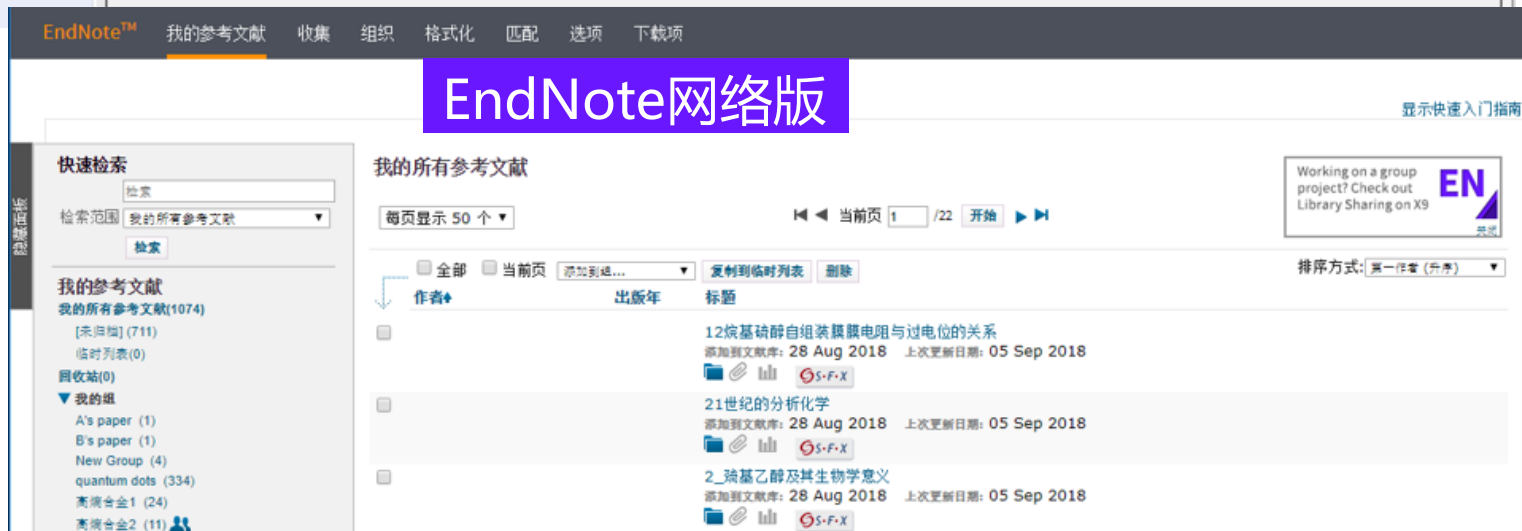 EndNote™ 我的参考文献 收集 组织 格式化 匹配 选项 下载项
EndNote网络版
显示快速入门指南
隐藏面板
快速检索
检索
检索范围 我的所有参考文献
检索
我的参考文献
我的所有参考文献(1074)
[未归档] (711)
临时列表(0)
回收站(0)
▼ 我的组
A's paper (1)
B's paper (1)
New Group (4)
quantum dots (334)
高熵合金1 (24)
高熵合金2 (11)
我的所有参考文献
每页显示 50 个
当前页 1 /22 开始
Working on a group
project? Check out
Library Sharing on X9
EN
关闭
全部 当前页 添加到组... 复制到临时列表 删除
排序方式: 第一作者 (升序)
作者 出版年 标题
12烷基硫醇自组装膜膜电阻与过电位的关系
添加到文献库: 28 Aug 2018 上次更新日期: 05 Sep 2018
S·F·X
21世纪的分析化学
添加到文献库: 28 Aug 2018 上次更新日期: 05 Sep 2018
S·F·X
2_巯基乙醇及其生物学意义
添加到文献库: 28 Aug 2018 上次更新日期: 05 Sep 2018
S·F·X